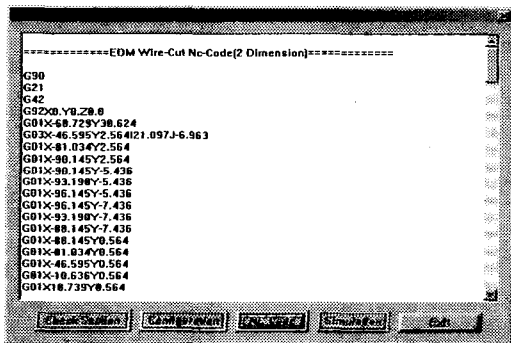 ============EDM Wire-Cut Nc-Code(2 Dimension)============
G90
G21
G42
G92X0.Y0.Z0.0
G01X-68.729Y30.624
G03X-46.595Y2.564I21.097J-6.963
G01X-81.034Y2.564
G01X-90.145Y2.564
G01X-90.145Y-5.436
G01X-93.190Y-5.436
G01X-96.145Y-5.436
G01X-96.145Y-7.436
G01X-93.190Y-7.436
G01X-88.145Y-7.436
G01X-88.145Y0.564
G01X-81.034Y0.564
G01X-46.595Y0.564
G01X-10.636Y0.564
G01X10.739Y0.564
Check Section
Configuration
Simulation
Exit